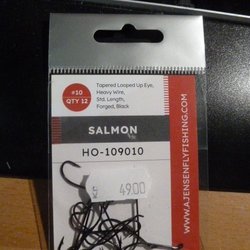 #10
QTY 12
Tapered Looped Up Eye,
Heavy Wire,
Std. Length,
Forged, Black
SALMON
HO-109010
49.00
WWW.AJENSENFLYFISHING.COM